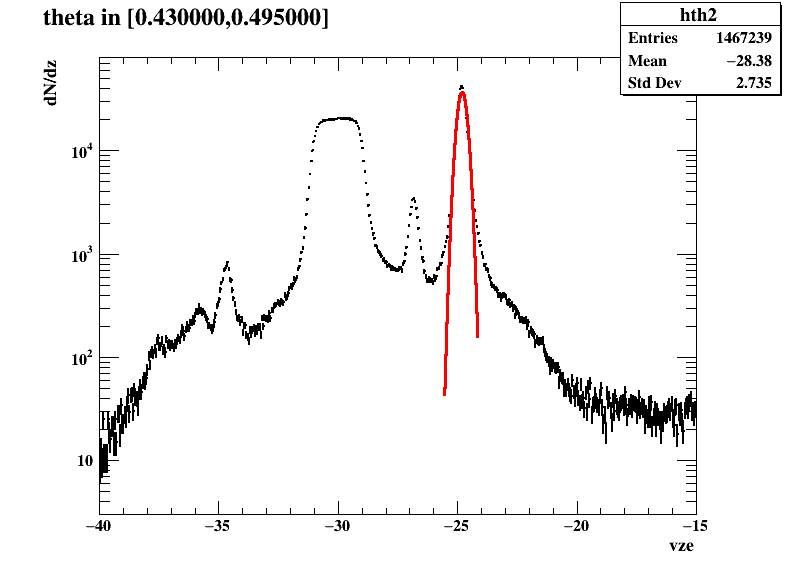 theta in [0.430000,0.495000]
hth2
Entries 1467239
Mean −28.38
Std Dev 2.735
dN/dz
10⁴
10³
10²
10
−40 −35 −30 −25 −20 −15
vze